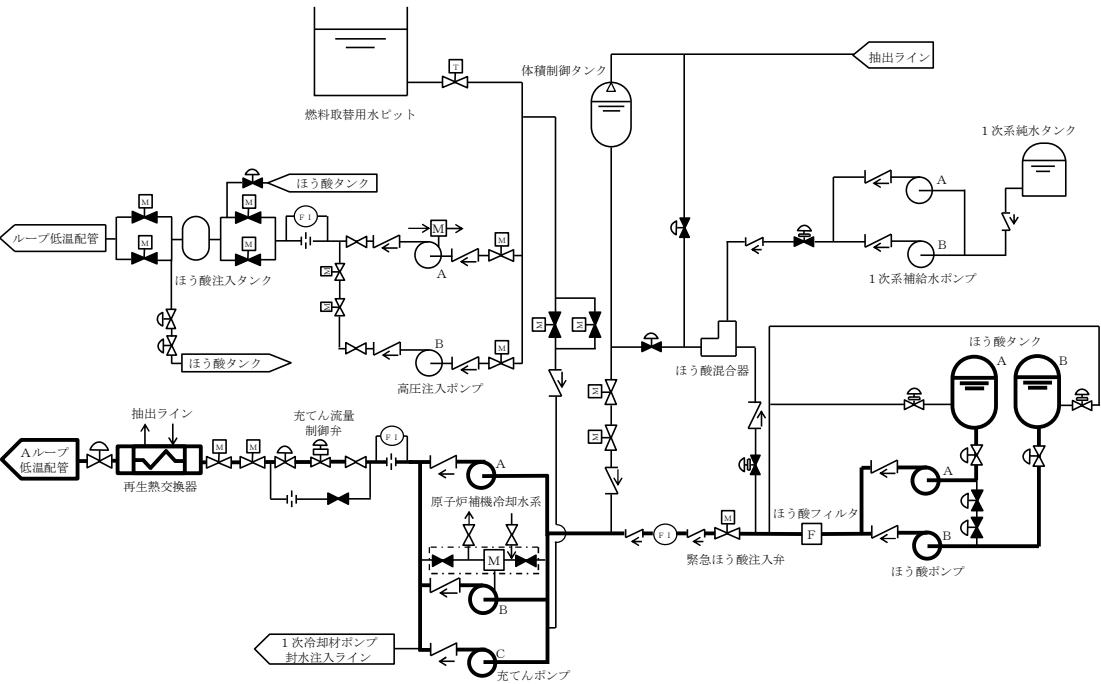 T
体積制御タンク
抽出ライン
燃料取替用水ピット
1次系純水タンク
ほう酸タンク
M
M
FI
M
A
ループ低温配管
M
M
M
A
B
ほう酸注入タンク
M
1次系補給水ポンプ
M
M
M
B
M
ほう酸タンク
ほう酸混合器
ほう酸タンク
A
B
高圧注入ポンプ
M
抽出ライン
充てん流量
制御弁
FI
Aループ
低温配管
M
M
M
A
A
再生熱交換器
原子炉補機冷却水系
ほう酸フィルタ
M
FI
F
B
M
緊急ほう酸注入弁
ほう酸ポンプ
B
1次冷却材ポンプ
封水注入ライン
C
充てんポンプ